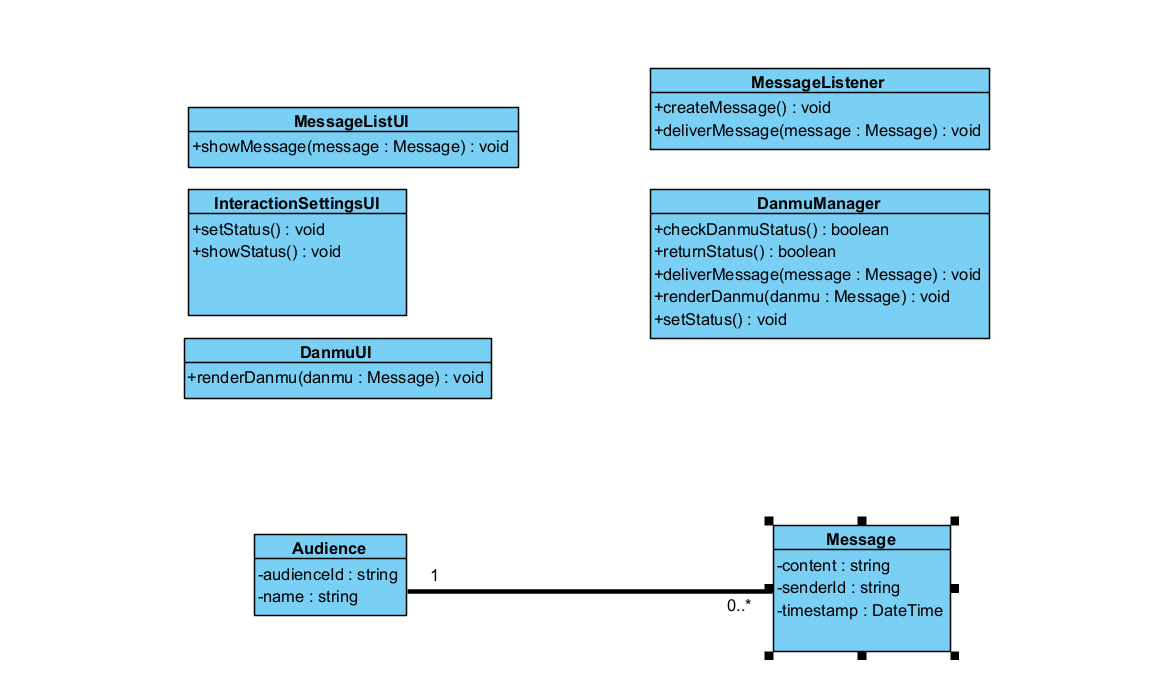 MessageListUI
+showMessage(message : Message) : void
InteractionSettingsUI
+setStatus() : void
+showStatus() : void
DanmuUI
+renderDanmu(danmu : Message) : void
MessageListener
+createMessage() : void
+deliverMessage(message : Message) : void
DanmuManager
+checkDanmuStatus() : boolean
+returnStatus() : boolean
+deliverMessage(message : Message) : void
+renderDanmu(danmu : Message) : void
+setStatus() : void
Audience
-audienceId : string
-name : string
1
0..*
Message
-content : string
-senderId : string
-timestamp : DateTime